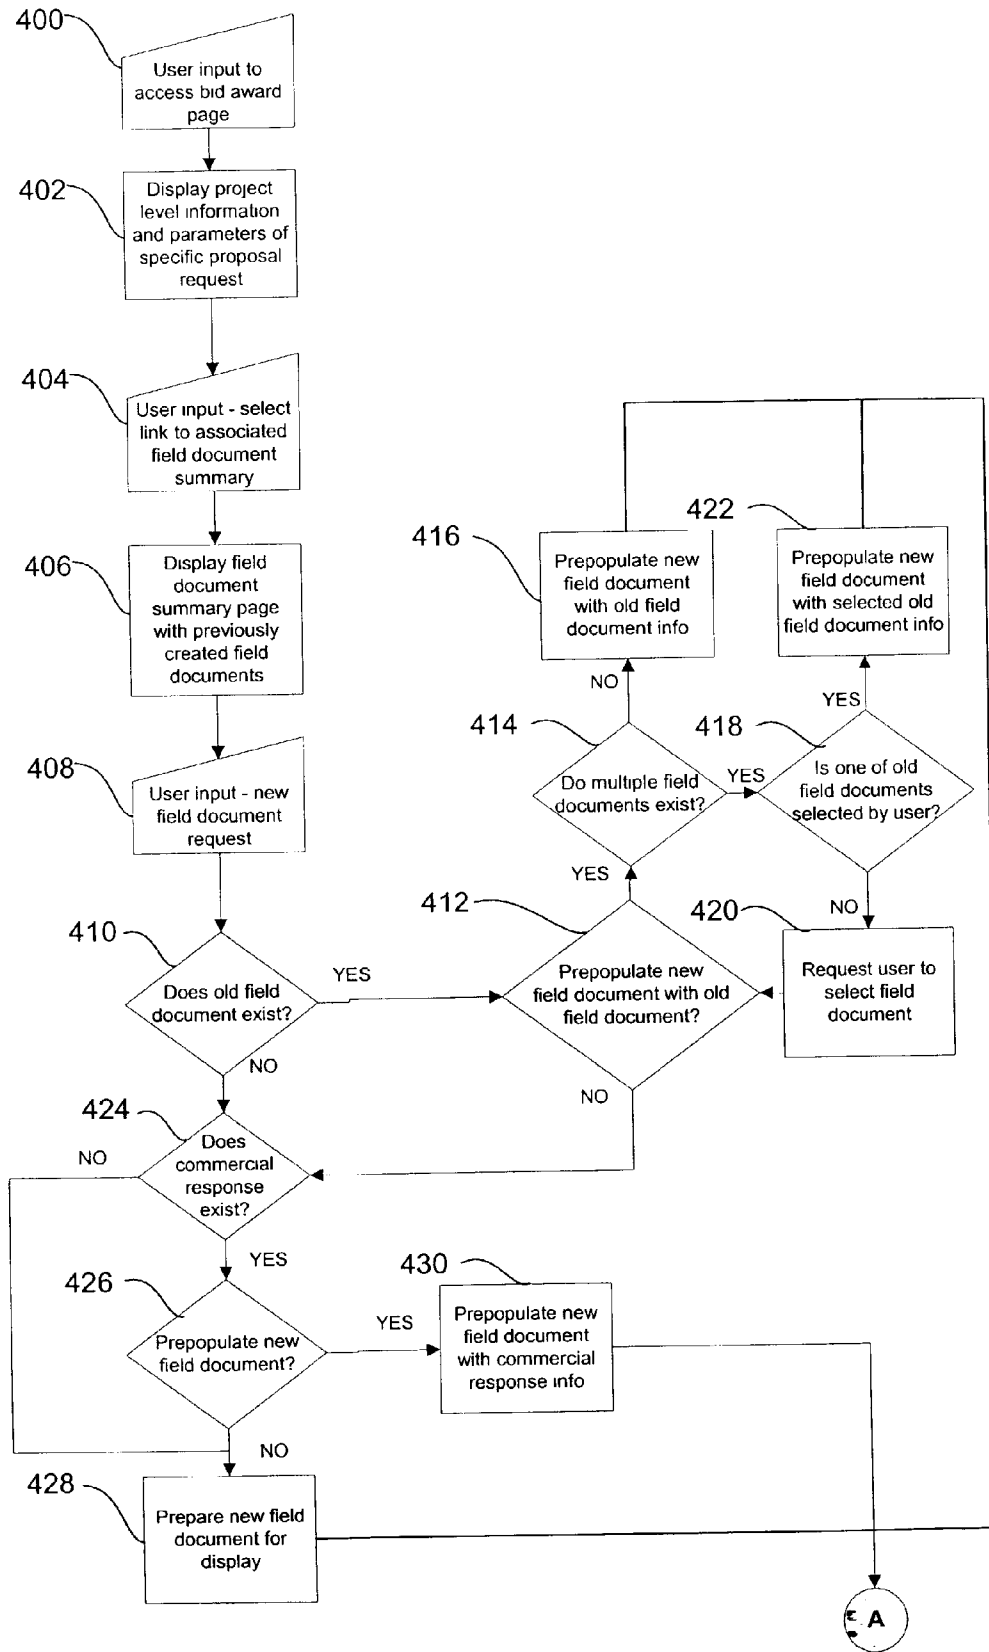 400
User input to
access bid award
page
402
Display project
level information
and parameters of
specific proposal
request
404
User input - select
link to associated
field document
summary
406
Display field
document
summary page
with previously
created field
documents
408
User input - new
field document
request
410
Does old field
document exist?
YES
NO
412
Prepopulate new
field document with old
field document?
YES
NO
414
Do multiple field
documents exist?
NO
YES
416
Prepopulate new
field document
with old field
document info
418
Is one of old
field documents
selected by user?
YES
NO
420
Request user to
select field
document
422
Prepopulate new
field document
with selected old
field document info
424
Does
commercial
response
exist?
NO
YES
426
Prepopulate new
field document?
YES
NO
430
Prepopulate new
field document
with commercial
response info
428
Prepare new field
document for
display
A